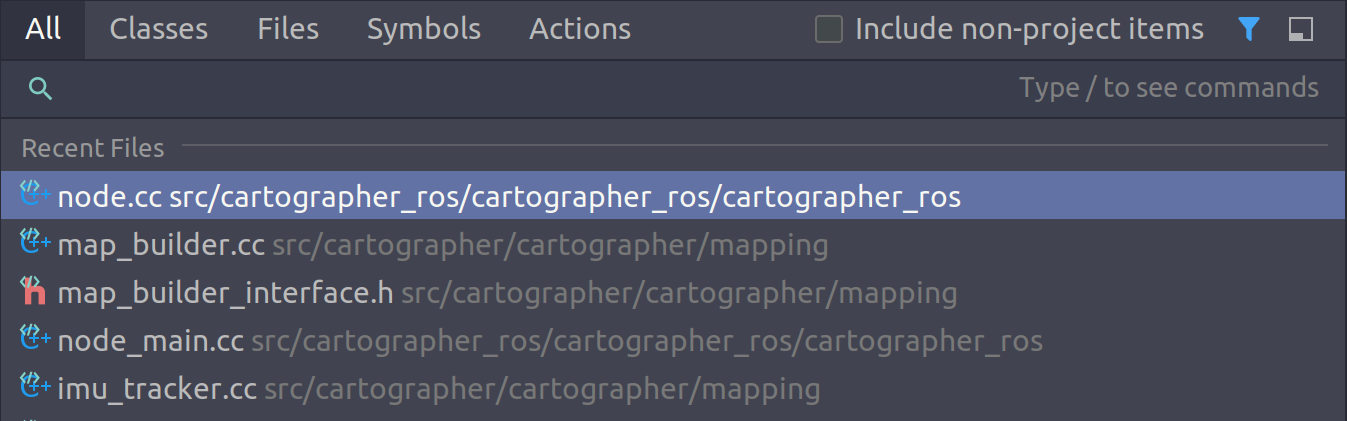 All Classes Files Symbols Actions Include non-project items
Type / to see commands
Recent Files
node.cc src/cartographer_ros/cartographer_ros/cartographer_ros
map_builder.cc src/cartographer/cartographer/mapping
map_builder_interface.h src/cartographer/cartographer/mapping
node_main.cc src/cartographer_ros/cartographer_ros/cartographer_ros
imu_tracker.cc src/cartographer/cartographer/mapping